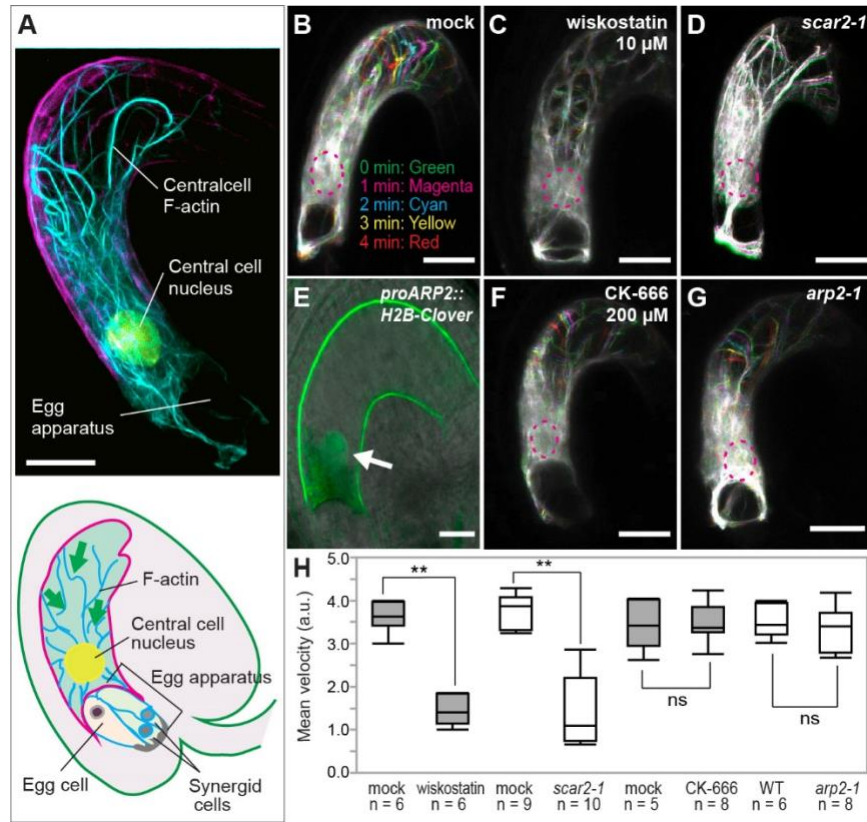 A
Centralcell
F-actin
Central cell
nucleus
Egg
apparatus
F-actin
Central cell
nucleus
Egg apparatus
Egg cell
Synergid
cells
B
mock
0 min: Green
1 min: Magenta
2 min: Cyan
3 min: Yellow
4 min: Red
C
wiskostatin
10 µM
D
scar2-1
E
proARP2::
H2B-Clover
F
CK-666
200 µM
G
arp2-1
H
Mean velocity (a.u.)
5.0
4.0
3.0
2.0
1.0
0.0
**
**
ns
ns
mock wiskostatin mock scar2-1 mock CK-666 WT arp2-1
n = 6 n = 6 n = 9 n = 10 n = 5 n = 8 n = 6 n = 8